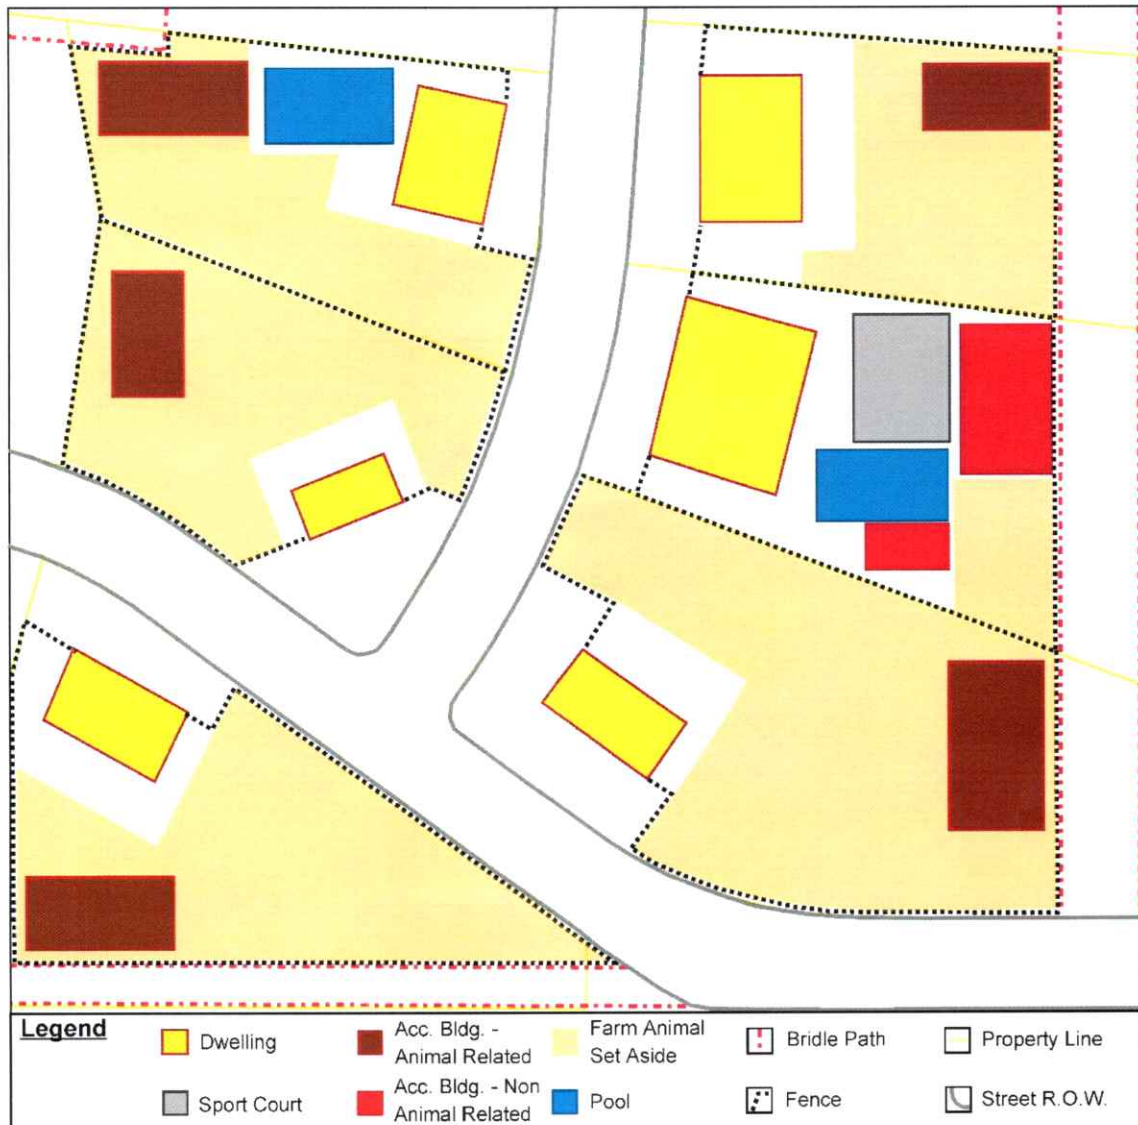 Legend
Dwelling
Acc. Bldg. -
Animal Related
Farm Animal
Set Aside
Bridle Path
Property Line
Sport Court
Acc. Bldg. - Non
Animal Related
Pool
Fence
Street R.O.W.